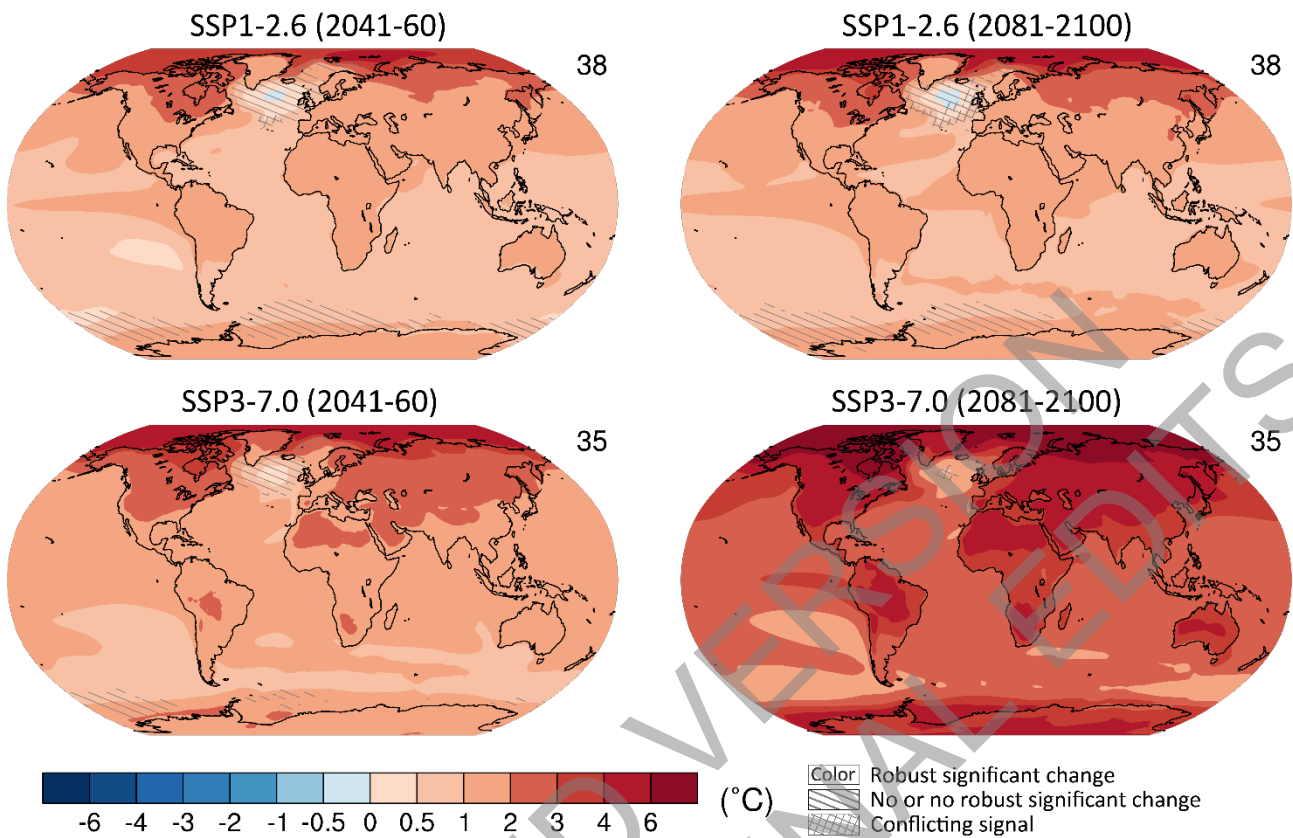 SSP1-2.6 (2041-60)
38
SSP1-2.6 (2081-2100)
38
SSP3-7.0 (2041-60)
35
SSP3-7.0 (2081-2100)
35
-6 -4 -3 -2 -1 -0.5 0 0.5 1 2 3 4 6
(°C)
Color Robust significant change
No or no robust significant change
Conflicting signal
VERSION
EDITS